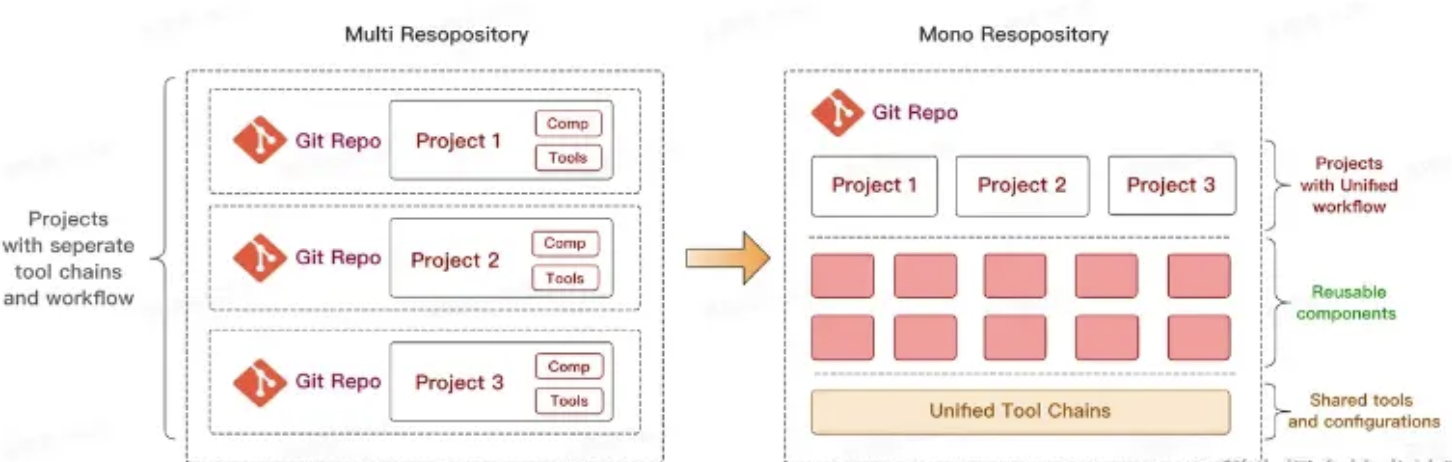 Multi Resopository
Mono Resopository
Projects
with seperate
tool chains
and workflow
Git Repo
Project 1
Comp
Tools
Git Repo
Project 2
Comp
Tools
Git Repo
Project 3
Comp
Tools
Git Repo
Project 1
Project 2
Project 3
Projects
with Unified
workflow
Reusable
components
Unified Tool Chains
Shared tools
and configurations